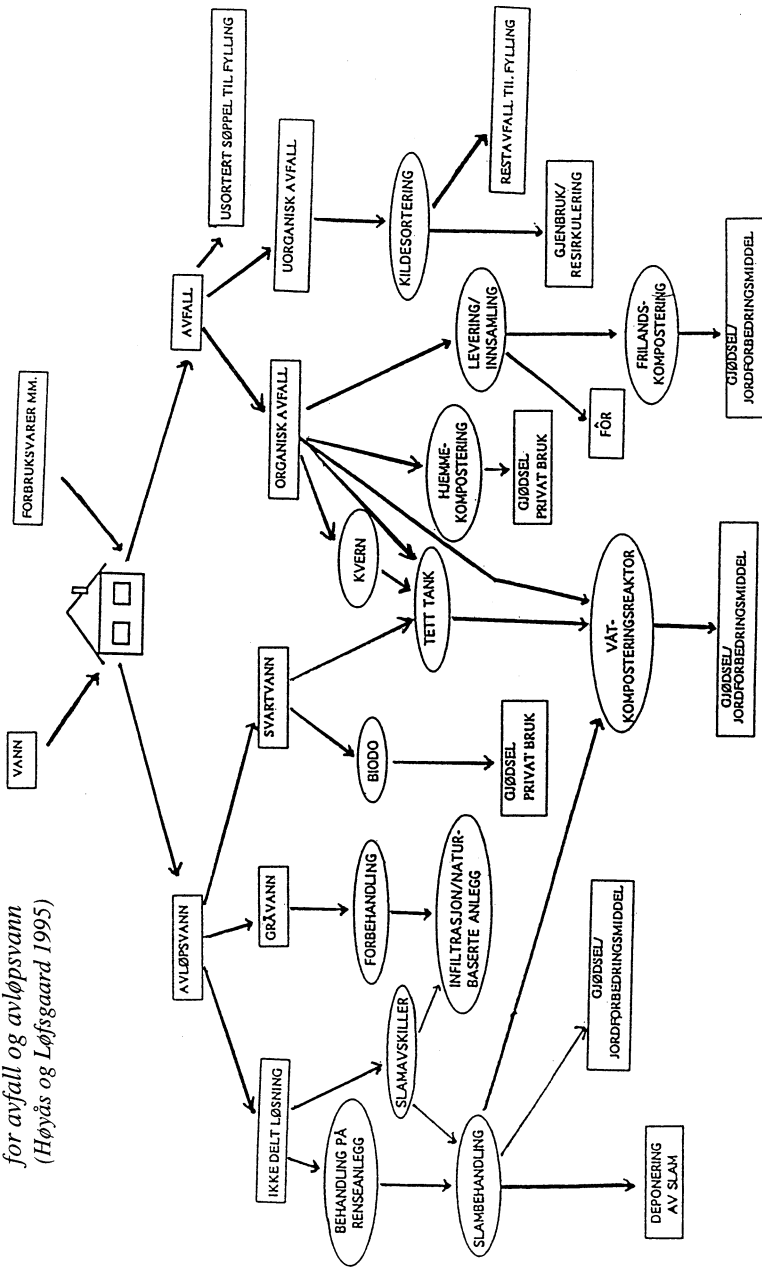 for avfall og avløpsvann
(Høyås og Løfsgaard 1995)
VANN
FORBRUKSVARER MM.
AVLØPSVANN
AVFALL
USORTERT SØPPEL TIL FYLLING
IKKE DELT LØSNING
GRÅVANN
SVARTVANN
ORGANISK AVFALL
UORGANISK AVFALL
BEHANDLING PÅ
RENSEANLEGG
SLAMAVSKILLER
FORBEHANDLING
BIODO
KVERN
TETT TANK
HJEMME-
KOMPOSTERING
LEVERING/
INNSAMLING
KILDESORTERING
SLAMBEHANDLING
INFILTRASJON/NATUR-
BASERTE ANLEGG
GJØDSEL
PRIVAT BRUK
GJØDSEL
PRIVAT BRUK
GJENBRUK/
RESIRKULERING
RESTAVFALL TIL FYLLING
VÅT-
KOMPOSTERINGSREAKTOR
FÔR
FRILANDS-
KOMPOSTERING
DEPONERING
AV SLAM
GJØDSEL/
JORDFORBEDRINGSMIDDEL
GJØDSEL/
JORDFORBEDRINGSMIDDEL
GJØDSEL/
JORDFORBEDRINGSMIDDEL